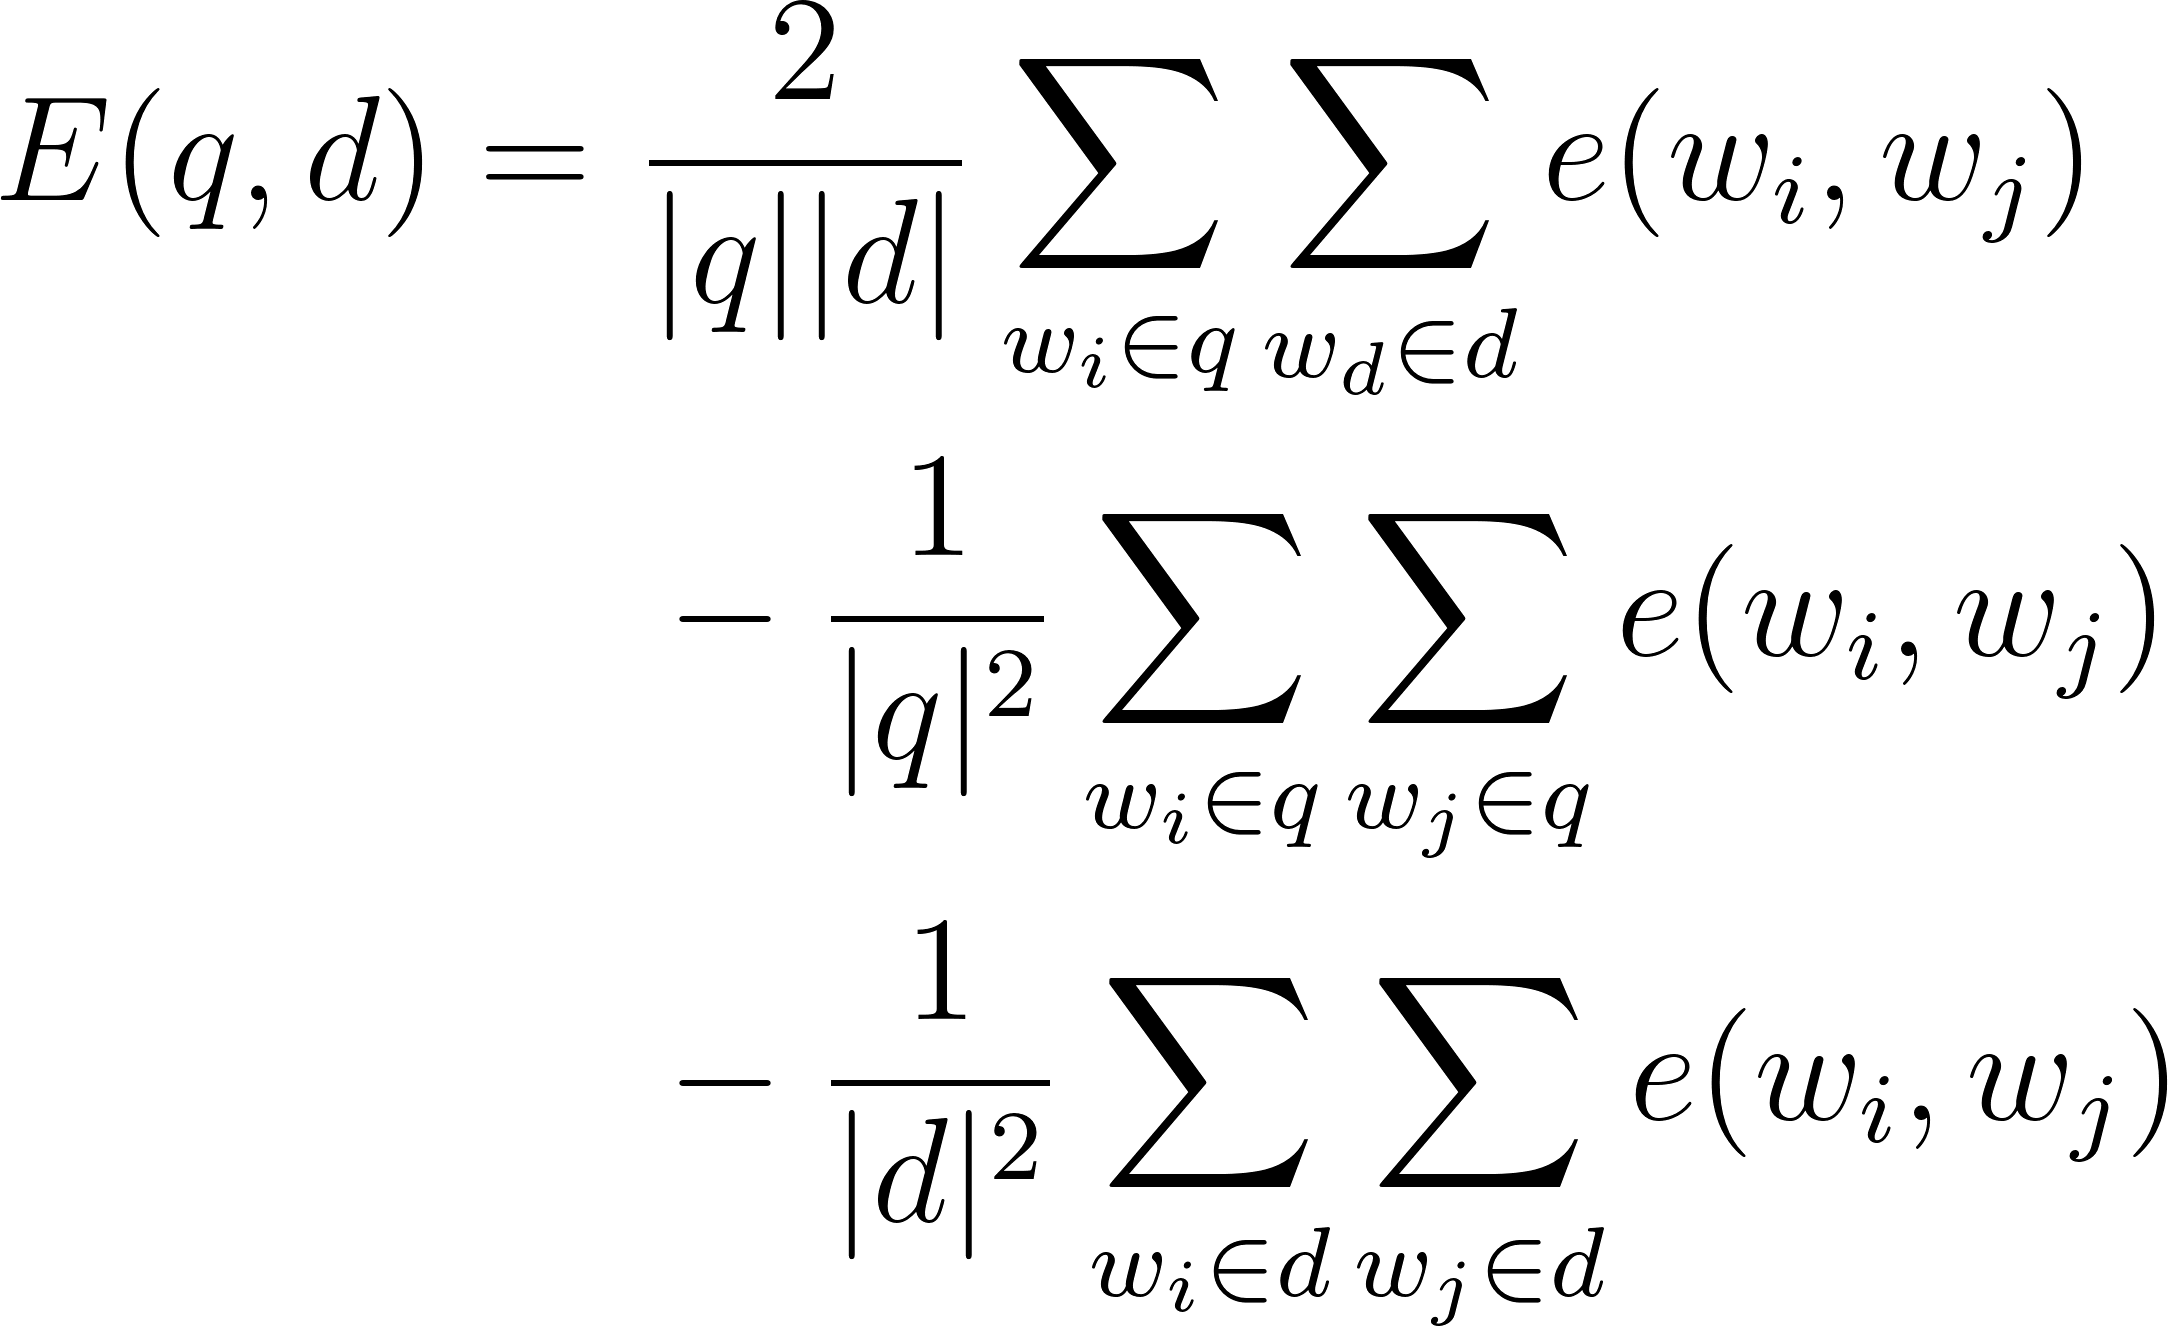 E(q, d) = \frac{2}{|q||d|} \sum_{w_i \in q} \sum_{w_d \in d} e(w_i, w_j)
- \frac{1}{|q|^2} \sum_{w_i \in q} \sum_{w_j \in q} e(w_i, w_j)
- \frac{1}{|d|^2} \sum_{w_i \in d} \sum_{w_j \in d} e(w_i, w_j)